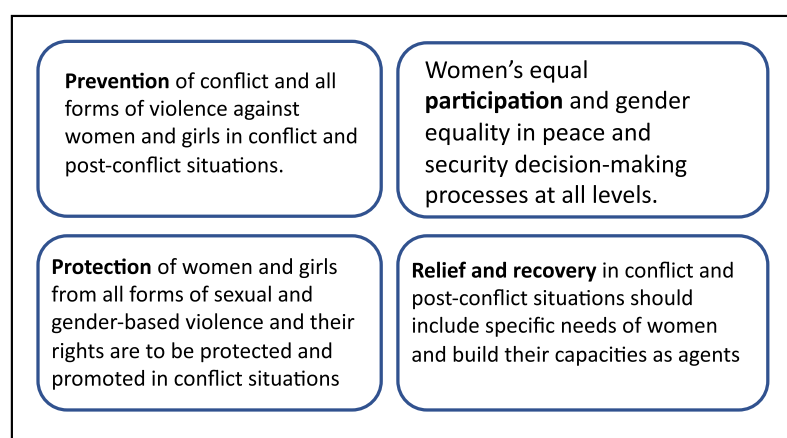 Prevention of conflict and all
forms of violence against
women and girls in conflict and
post-conflict situations.
Women’s equal
participation and gender
equality in peace and
security decision-making
processes at all levels.
Protection of women and girls
from all forms of sexual and
gender-based violence and their
rights are to be protected and
promoted in conflict situations
Relief and recovery in conflict and
post-conflict situations should
include specific needs of women
and build their capacities as agents